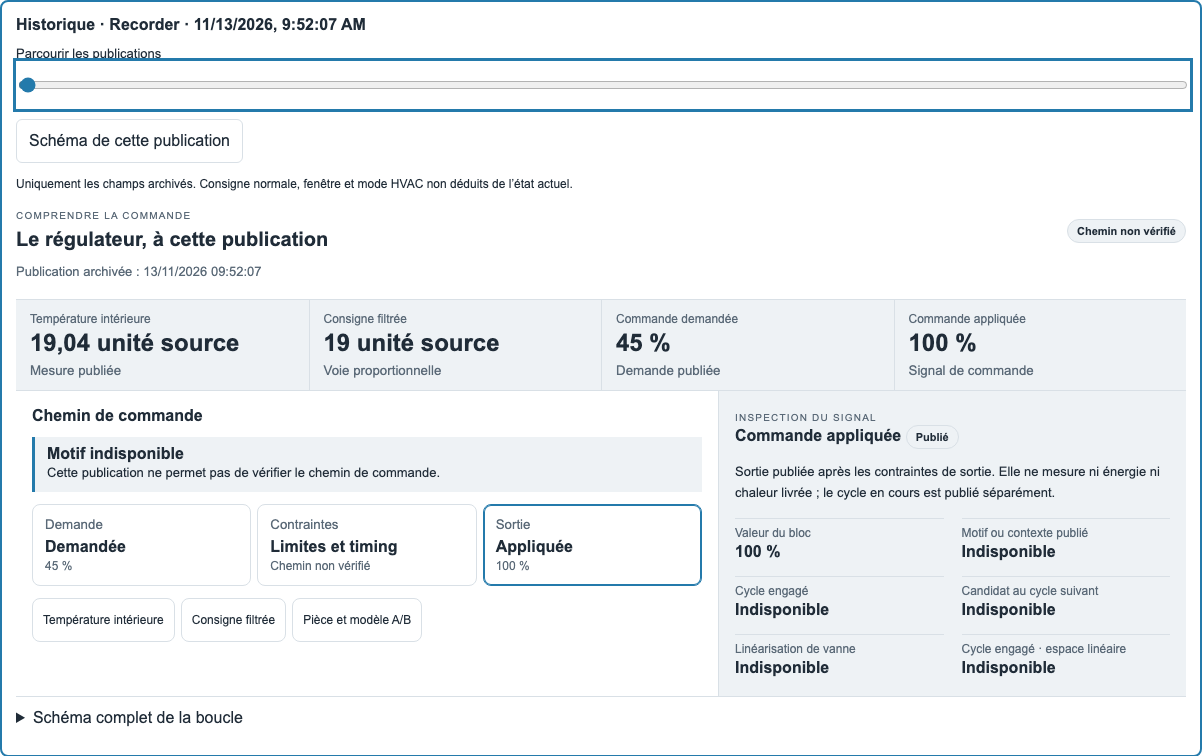 Historique · Recorder · 11/13/2026, 9:52:07 AM
Parcourir les publications
Schéma de cette publication
Uniquement les champs archivés. Consigne normale, fenêtre et mode HVAC non déduits de l’état actuel.
COMPRENDRE LA COMMANDE
Le régulateur, à cette publication
Chemin non vérifié
Publication archivée : 13/11/2026 09:52:07
Température intérieure
19,04 unité source
Mesure publiée
Consigne filtrée
19 unité source
Voie proportionnelle
Commande demandée
45 %
Demande publiée
Commande appliquée
100 %
Signal de commande
Chemin de commande
Motif indisponible
Cette publication ne permet pas de vérifier le chemin de commande.
Demande
Demandée
45 %
Contraintes
Limites et timing
Chemin non vérifié
Sortie
Appliquée
100 %
Température intérieure
Consigne filtrée
Pièce et modèle A/B
INSPECTION DU SIGNAL
Commande appliquée Publié
Sortie publiée après les contraintes de sortie. Elle ne mesure ni énergie ni
chaleur livrée ; le cycle en cours est publié séparément.
Valeur du bloc
100 %
Motif ou contexte publié
Indisponible
Cycle engagé
Indisponible
Candidat au cycle suivant
Indisponible
Linéarisation de vanne
Indisponible
Cycle engagé · espace linéaire
Indisponible
Schéma complet de la boucle